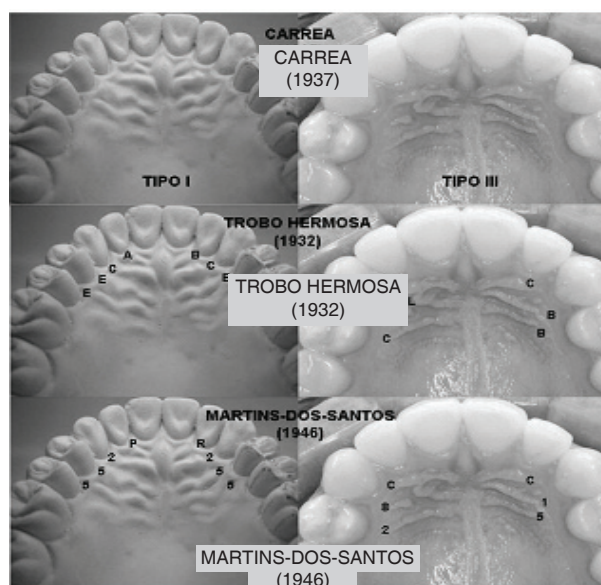 CARREA
CARREA
(1937)
TIPO I
TIPO III
TROBO HERMOSA
(1932)
A B
C C
E E
E
TROBO HERMOSA
(1932)
C
L
B
B
C
MARTINS-DOS-SANTOS
(1946)
P R
2 2
5 5
5 5
C C
1
8
5
2
MARTINS-DOS-SANTOS
(1946)